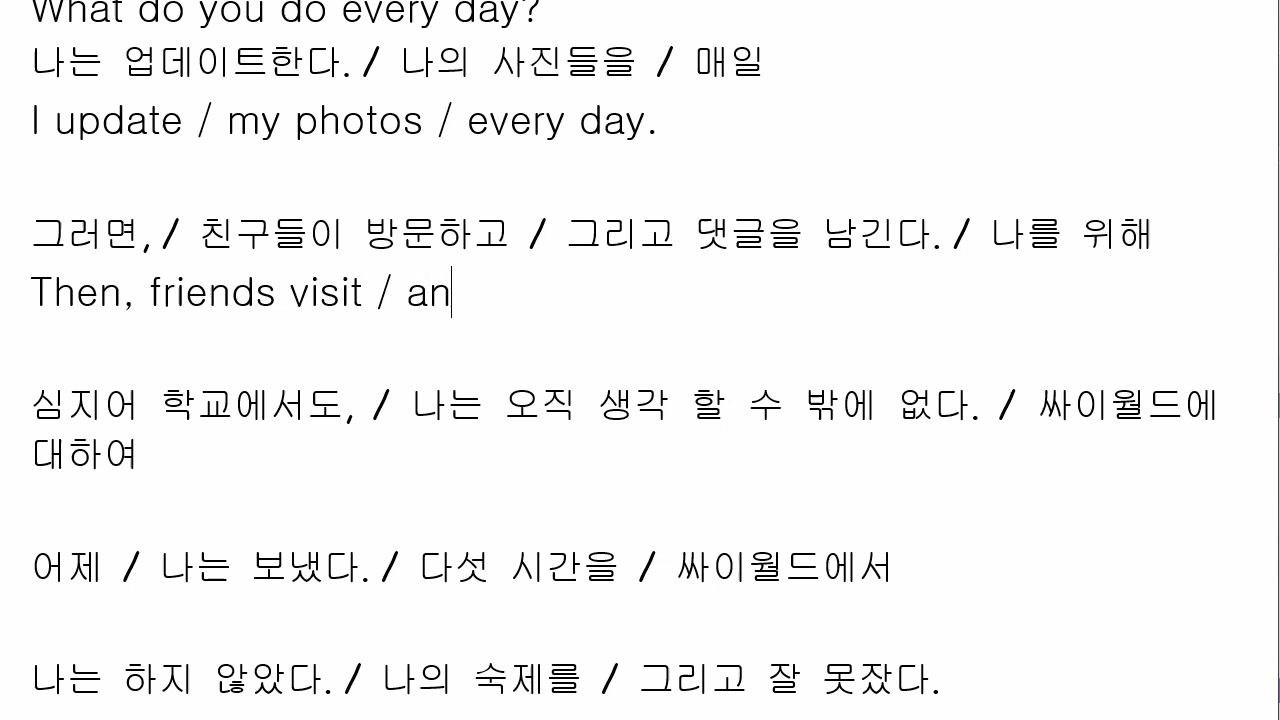 What do you do every day?
나는 업데이트한다. / 나의 사진들을 / 매일
I update / my photos / every day.
그러면, / 친구들이 방문하고 / 그리고 댓글을 남긴다. / 나를 위해
Then, friends visit / an
심지어 학교에서도, / 나는 오직 생각 할 수 밖에 없다. / 싸이월드에
대하여
어제 / 나는 보냈다. / 다섯 시간을 / 싸이월드에서
나는 하지 않았다. / 나의 숙제를 / 그리고 잘 못잤다.